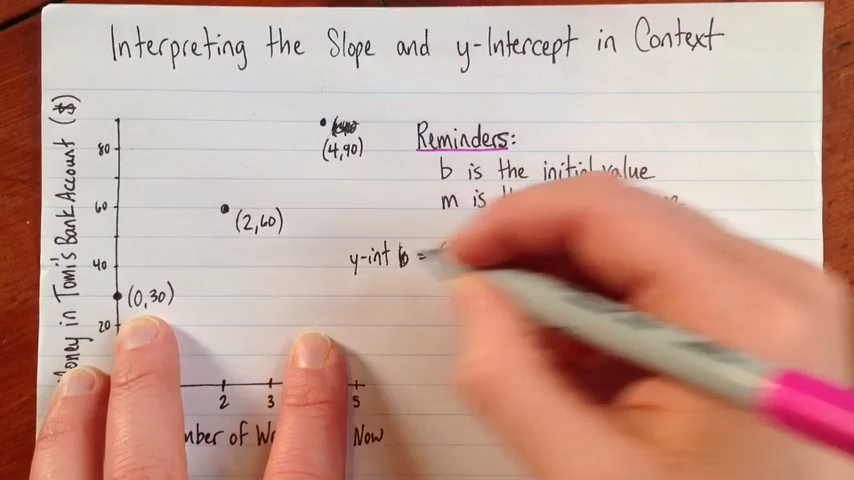 Interpreting the Slope and y-Intercept in Context
Money in Tomi's Bank Account ($)
80
60
40
20
(4,90)
(2,60)
(0,30)
2
3
5
Now
Reminders:
b is the initial value
m is
y-int b =